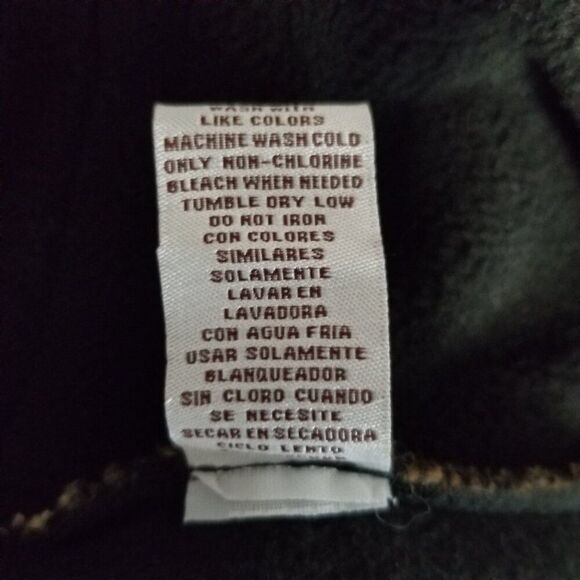 WASH WITH
LIKE COLORS
MACHINE WASH COLD
ONLY NON-CHLORINE
BLEACH WHEN NEEDED
TUMBLE DRY LOW
DO NOT IRON
CON COLORES
SIMILARES
SOLAMENTE
LAVAR EN
LAVADORA
CON AGUA FRIA
USAR SOLAMENTE
BLANQUEADOR
SIN CLORO CUANDO
SE NECESITE
SECAR EN SECADORA
CICLO LENTO